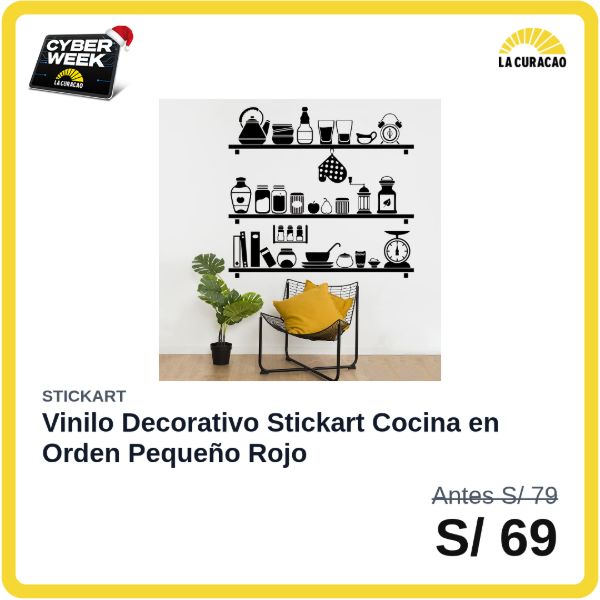 CYBER
WEEK
LA CURACAO
LA CURACAO
STICKART
Vinilo Decorativo Stickart Cocina en
Orden Pequeño Rojo
Antes S/ 79
S/ 69